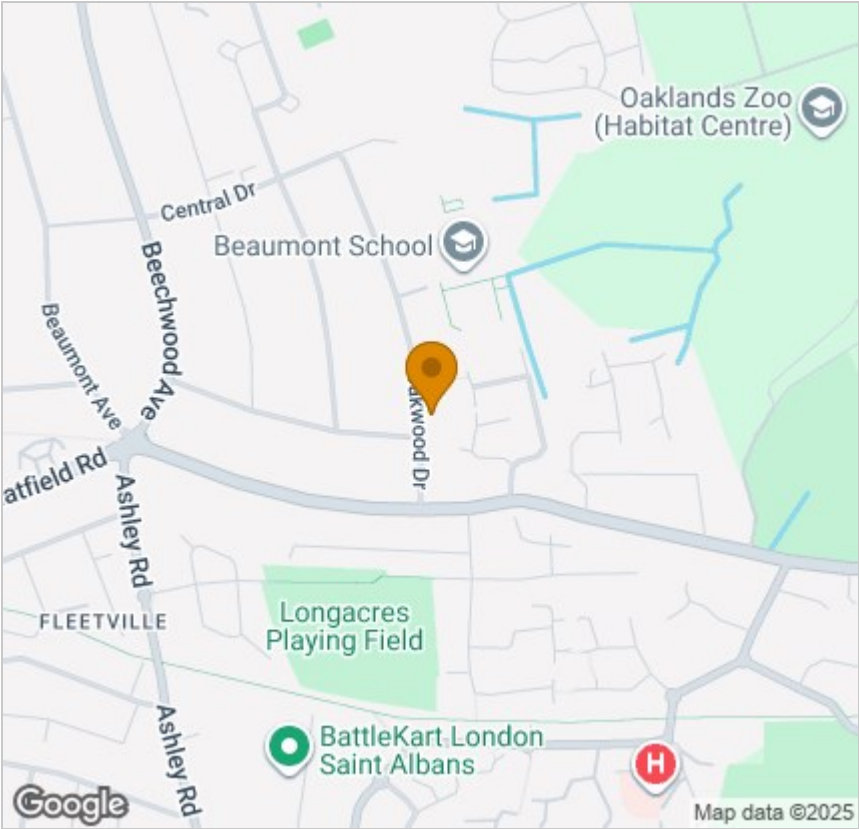 Oaklands Zoo
(Habitat Centre)
Central Dr
Beaumont School
Beechwood Ave
Beaumont Ave
akwood Dr
atfield Rd
Ashley Rd
FLEETVILLE
Longacres
Playing Field
Ashley Rd
BattleKart London
Saint Albans
H
Google
Map data ©2025